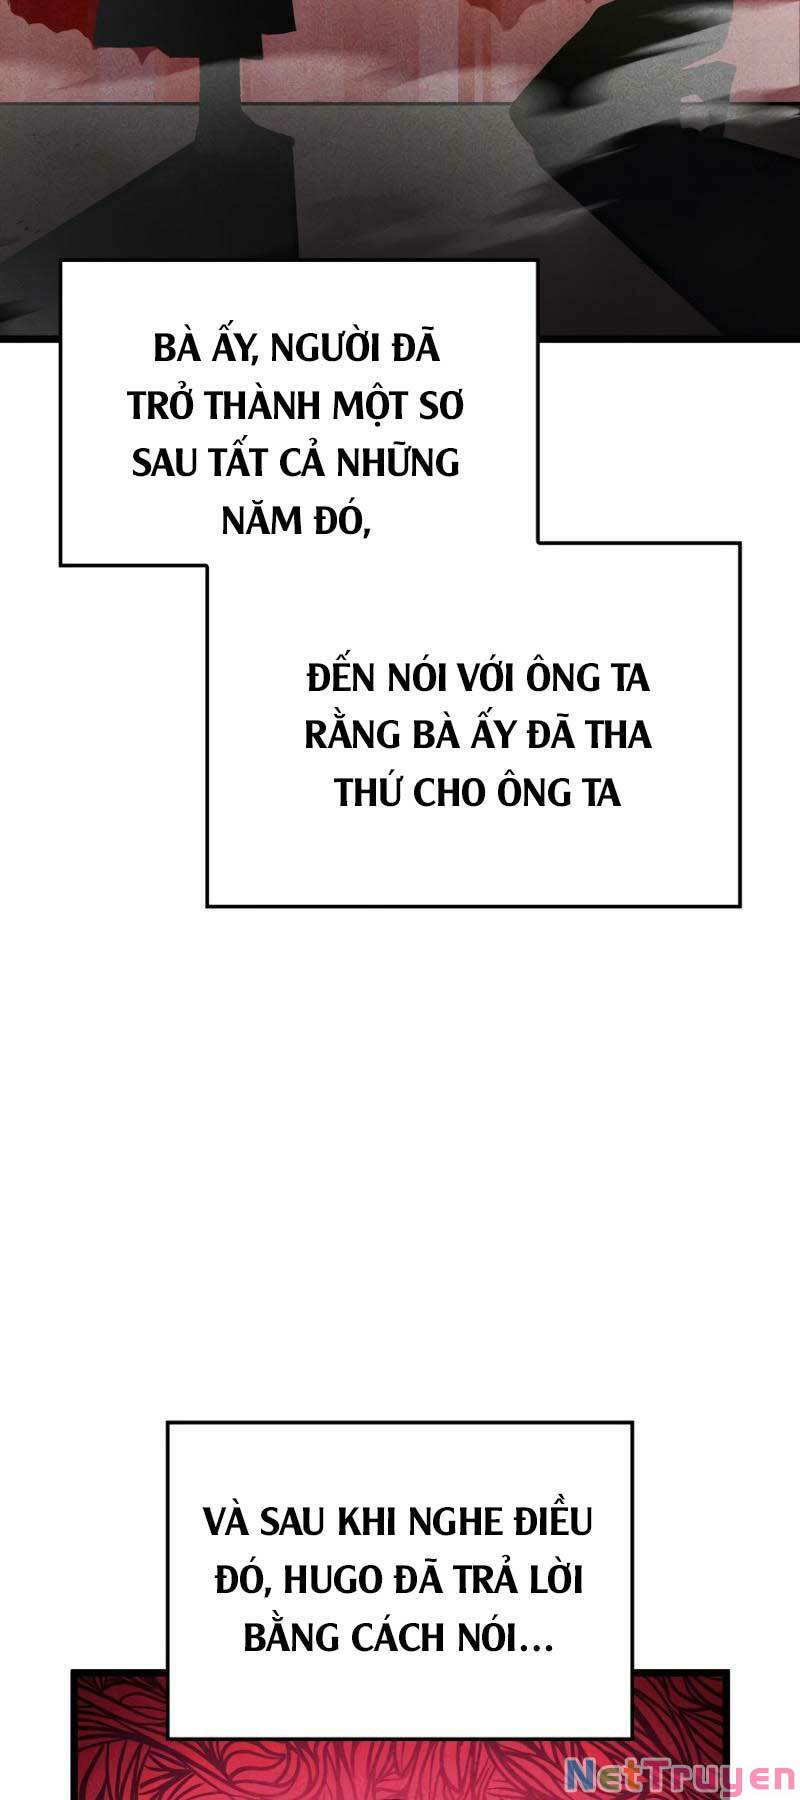 BÀ ẤY, NGƯỜI ĐÃ
TRỞ THÀNH MỘT SƠ
SAU TẤT CẢ NHỮNG
NĂM ĐÓ,
ĐẾN NÓI VỚI ÔNG TA
RẰNG BÀ ẤY ĐÃ THA
THỨ CHO ÔNG TA
VÀ SAU KHI NGHE ĐIỀU
ĐÓ, HUGO ĐÃ TRẢ LỜI
BẰNG CÁCH NÓI...
NetTruyen